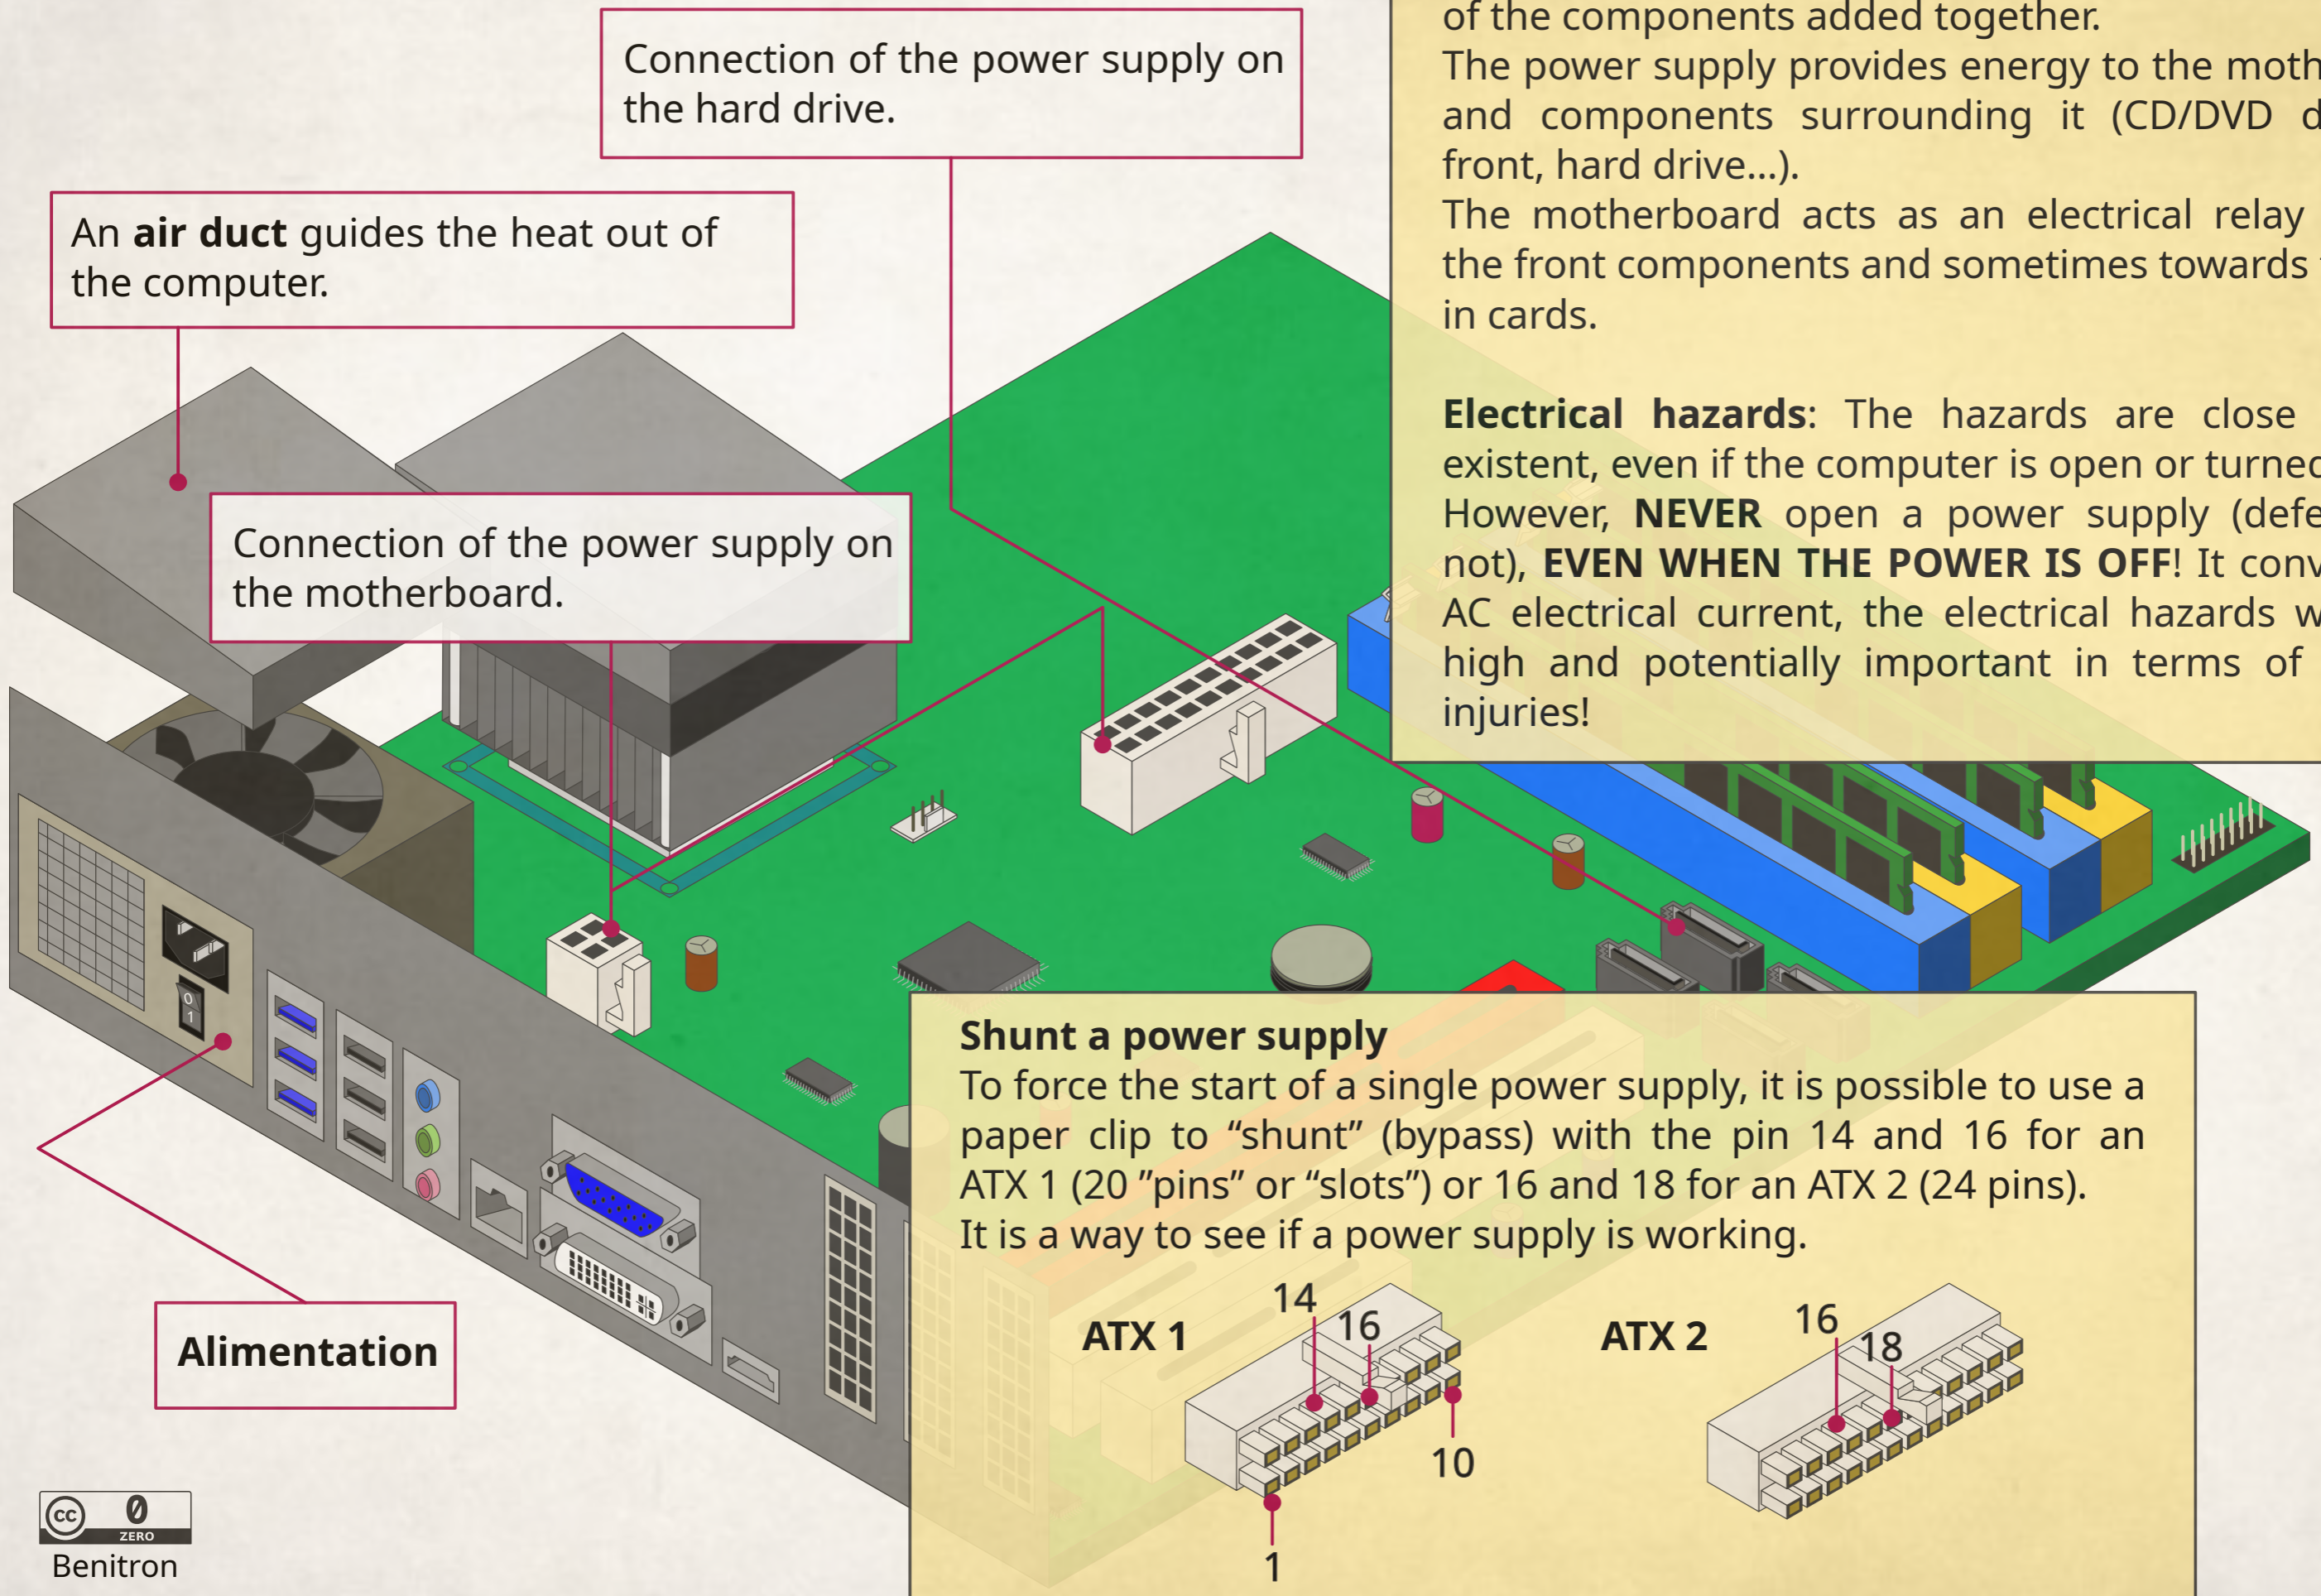 Connection of the power supply on
the hard drive.
An air duct guides the heat out of
the computer.
Connection of the power supply on
the motherboard.
of the components added together.
The power supply provides energy to the
and components surrounding it (CD/DVD
front, hard drive...).
The motherboard acts as an electrical relay
the front components and sometimes towards
in cards.
Electrical hazards: The hazards are close
existent, even if the computer is open or turned
However, NEVER open a power supply
not), EVEN WHEN THE POWER IS OFF! It
AC electrical current, the electrical hazards
high and potentially important in terms of
injuries!
0
1
Alimentation
Shunt a power supply
To force the start of a single power supply, it is possible to use a
paper clip to “shunt” (bypass) with the pin 14 and 16 for an
ATX 1 (20 ”pins” or “slots”) or 16 and 18 for an ATX 2 (24 pins).
It is a way to see if a power supply is working.
ATX 1
14
16
10
1
ATX 2
16
18
cc 0
ZERO
Benitron